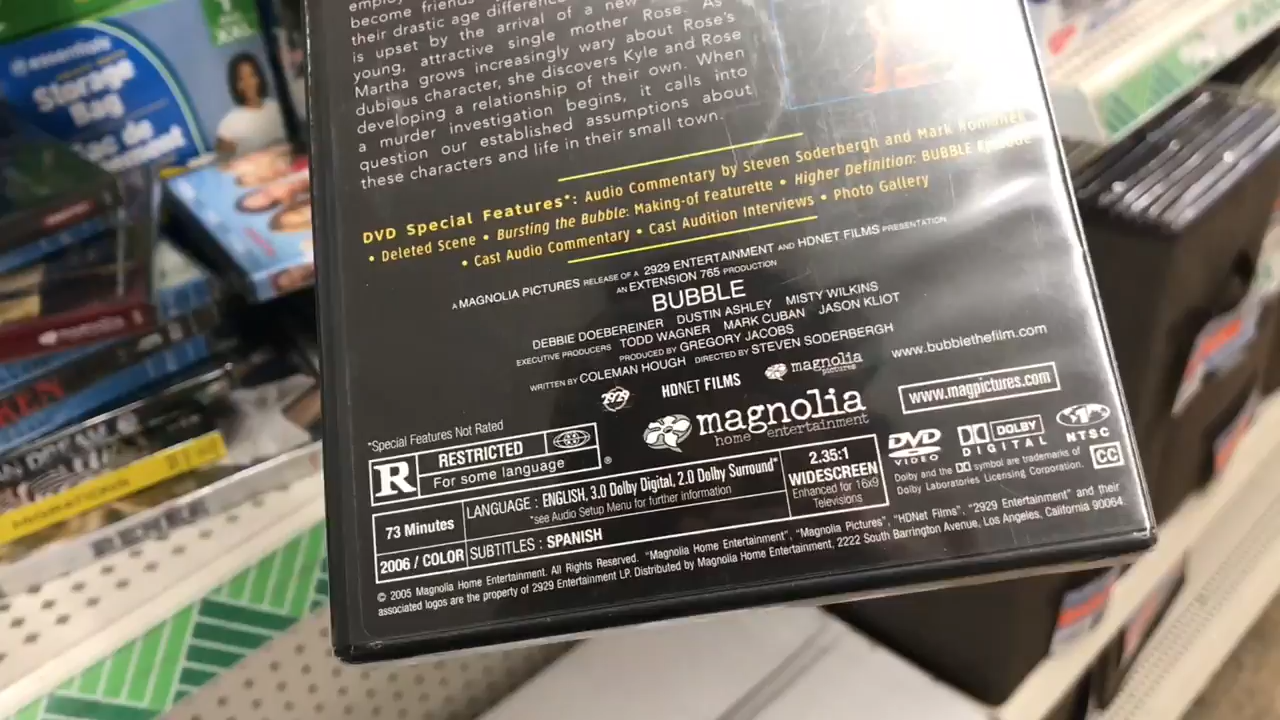 become friends
their drastic age difference
is upset by the arrival of a new
young, attractive single mother Rose. As
Martha grows increasingly wary about Rose's
dubious character, she discovers Kyle and Rose
developing a relationship of their own. When
a murder investigation begins, it calls into
question our established assumptions about
these characters and life in their small town.
DVD Special Features*: Audio Commentary by Steven Soderbergh and Mark Romanek
• Deleted Scene • Bursting the Bubble: Making-of Featurette • Higher Definition: BUBBLE Episode
• Cast Audio Commentary • Cast Audition Interviews • Photo Gallery
A MAGNOLIA PICTURES RELEASE OF A 2929 ENTERTAINMENT AND HDNET FILMS PRESENTATION
AN EXTENSION 765 PRODUCTION
BUBBLE
DEBBIE DOEBEREINER DUSTIN ASHLEY MISTY WILKINS
EXECUTIVE PRODUCERS TODD WAGNER MARK CUBAN JASON KLIOT
PRODUCED BY GREGORY JACOBS
WRITTEN BY COLEMAN HOUGH DIRECTED BY STEVEN SODERBERGH
2929 HDNET FILMS magnolia pictures www.bubblethefilm.com
magnolia
home entertainment
www.magpictures.com
*Special Features Not Rated
R RESTRICTED
For some language
®
73 Minutes
LANGUAGE : ENGLISH, 3.0 Dolby Digital, 2.0 Dolby Surround*
*see Audio Setup Menu for further information
2006 / COLOR
SUBTITLES : SPANISH
2.35:1
WIDESCREEN
Enhanced for 16x9
Televisions
DVD VIDEO
DOLBY DIGITAL
1 NTSC
Dolby and the DD symbol are trademarks of
Dolby Laboratories Licensing Corporation.
CC
© 2005 Magnolia Home Entertainment. All Rights Reserved. "Magnolia Home Entertainment", "Magnolia Pictures", "HDNet Films", "2929 Entertainment" and their
associated logos are the property of 2929 Entertainment LP. Distributed by Magnolia Home Entertainment, 2222 South Barrington Avenue, Los Angeles, California 90064.
essentials
Storage
Bag